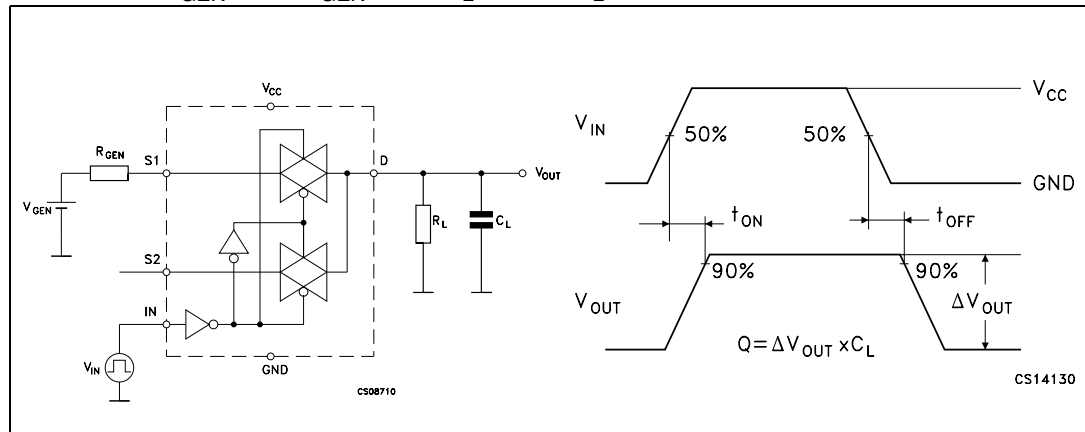 V_CC
R_GEN
S1
D
V_OUT
V_GEN
R_L
C_L
S2
IN
V_IN
GND
CS08710
V_CC
V_IN
50%
50%
GND
t_ON
t_OFF
90%
90%
V_OUT
ΔV_OUT
Q=ΔV_OUT xC_L
CS14130